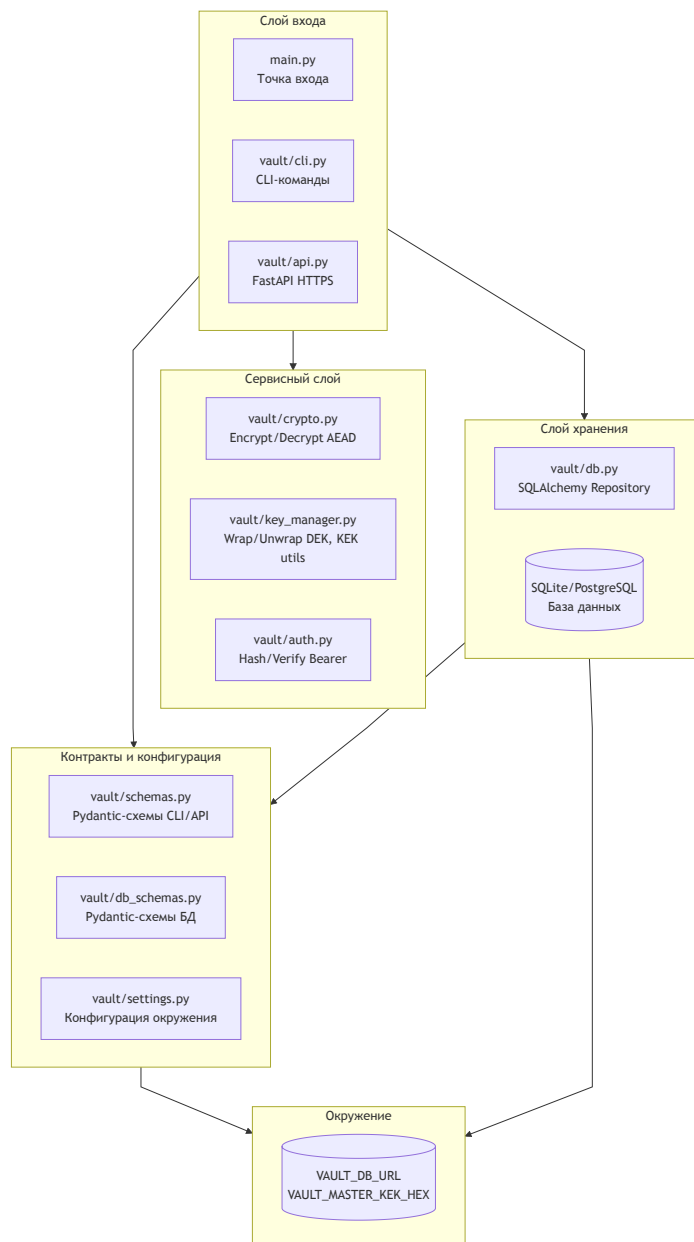 Слой входа
main.py
Точка входа
vault/cli.py
CLI-команды
vault/api.py
FastAPI HTTPS
Сервисный слой
vault/crypto.py
Encrypt/Decrypt AEAD
vault/key_manager.py
Wrap/Unwrap DEK, KEK
utils
vault/auth.py
Hash/Verify Bearer
Слой хранения
vault/db.py
SQLAlchemy Repository
SQLite/PostgreSQL
База данных
Контракты и конфигурация
vault/schemas.py
Pydantic-схемы CLI/API
vault/db_schemas.py
Pydantic-схемы БД
vault/settings.py
Конфигурация окружения
Окружение
VAULT_DB_URL
VAULT_MASTER_KEK_HEX